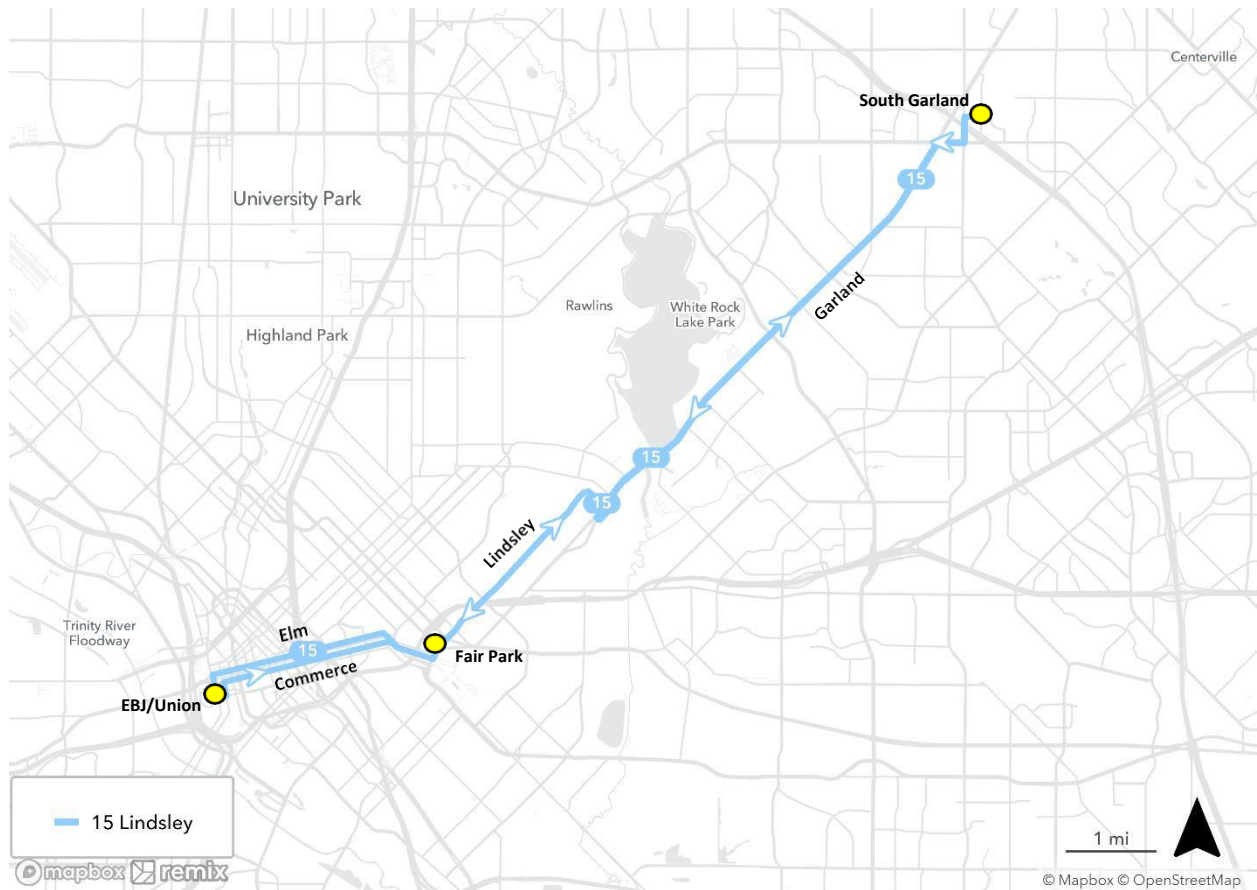 Centerville
South Garland
15
University Park
Garland
Rawlins
White Rock
Lake Park
Highland Park
15
15
Lindsley
Trinity River
Floodway
Elm
15
Fair Park
Commerce
EBJ/Union
15 Lindsley
1 mi
mapbox remix
© Mapbox © OpenStreetMap